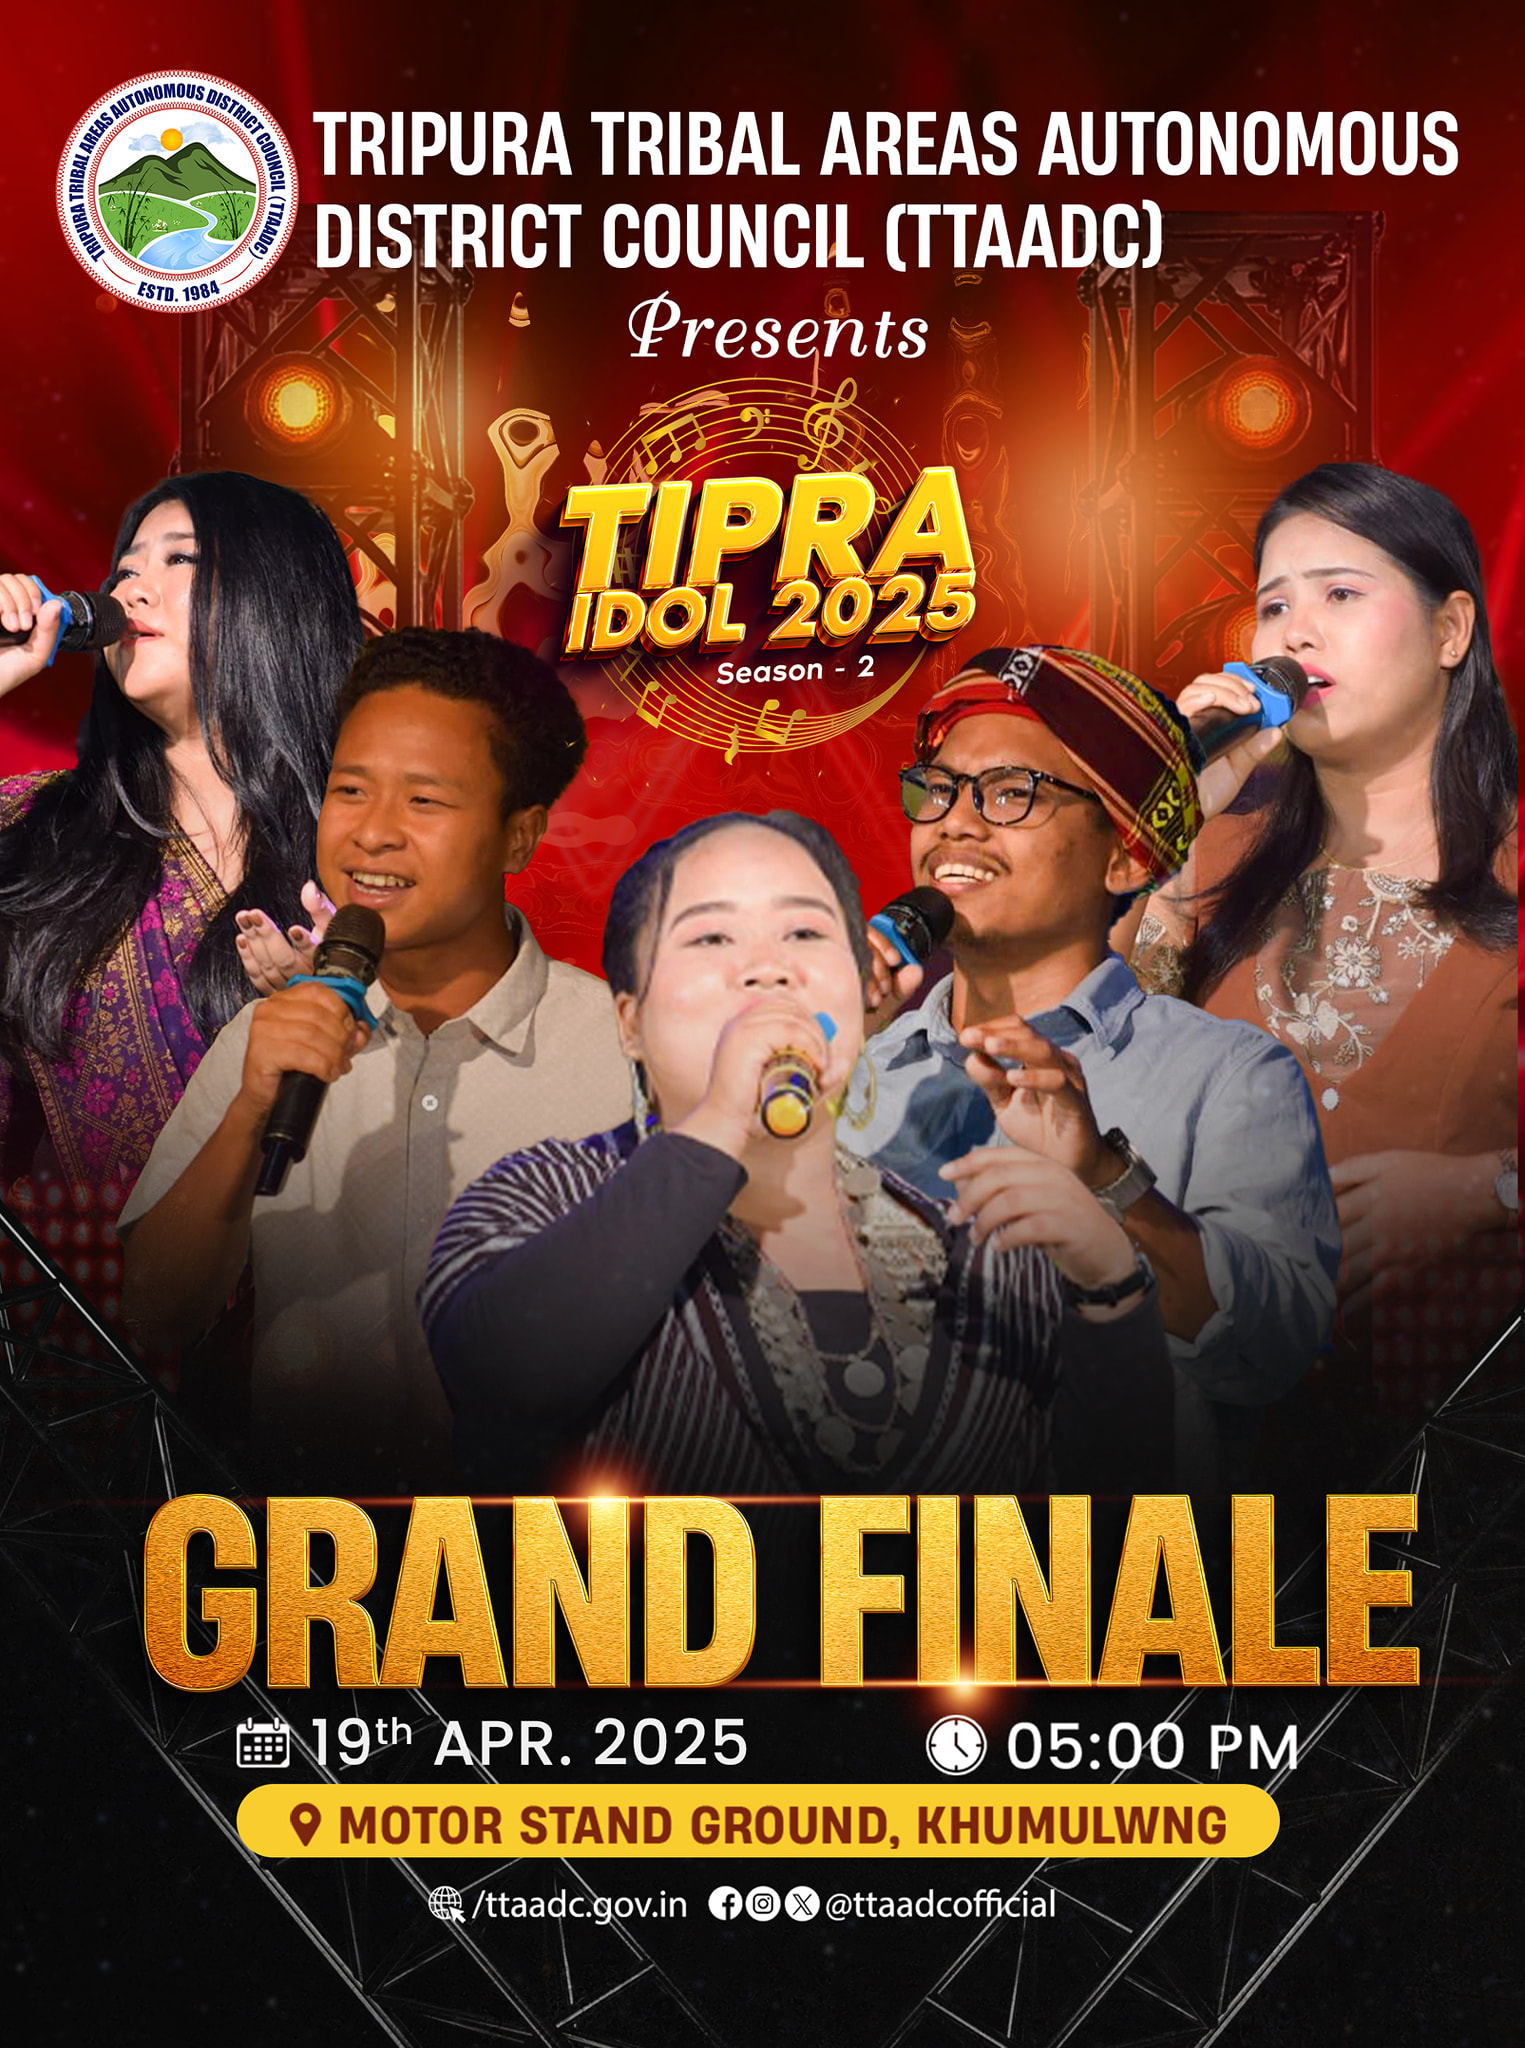 TRIPURA TRIBAL AREAS AUTONOMOUS DISTRICT COUNCIL (TTAADC)
ESTD. 1984
TRIPURA TRIBAL AREAS AUTONOMOUS
DISTRICT COUNCIL (TTAADC)
Presents
TIPRA
IDOL 2025
Season - 2
GRAND FINALE
19th APR. 2025
05:00 PM
MOTOR STAND GROUND, KHUMULWNG
/ttaadc.gov.in @ttaadcofficial